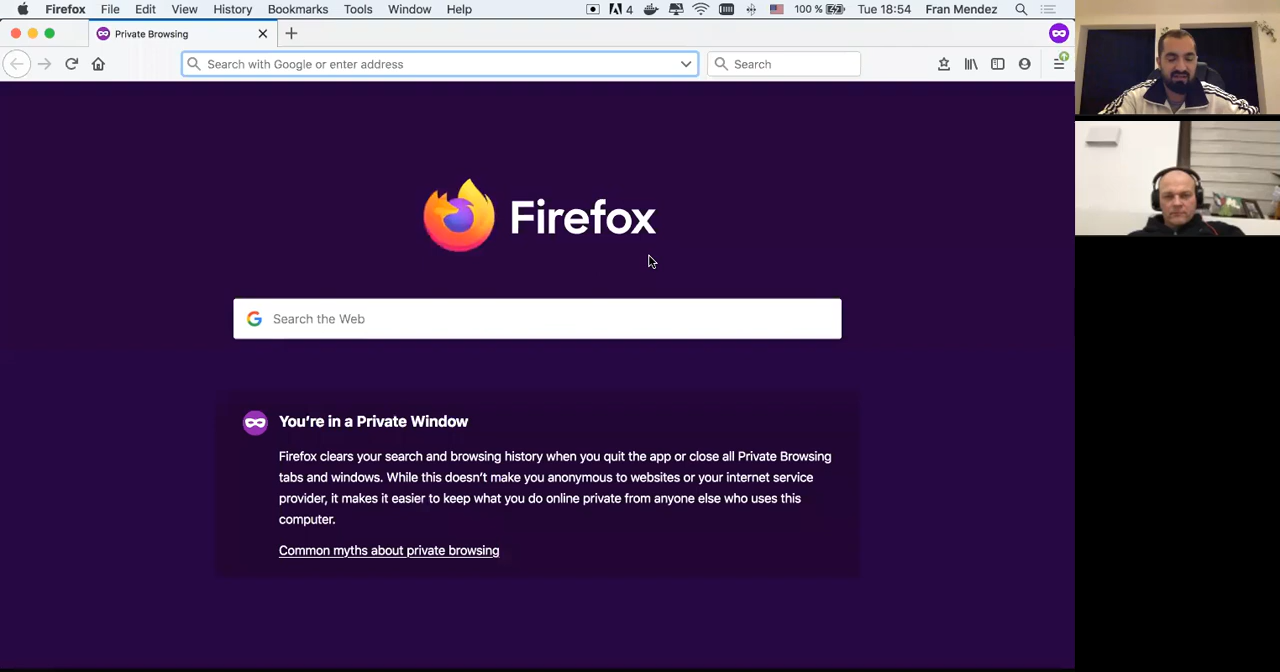 Firefox File Edit View History Bookmarks Tools Window Help 4 100 % Tue 18:54 Fran Mendez
Private Browsing
Search with Google or enter address Search
Firefox
Search the Web
You're in a Private Window
Firefox clears your search and browsing history when you quit the app or close all Private Browsing
tabs and windows. While this doesn't make you anonymous to websites or your internet service
provider, it makes it easier to keep what you do online private from anyone else who uses this
computer.
Common myths about private browsing